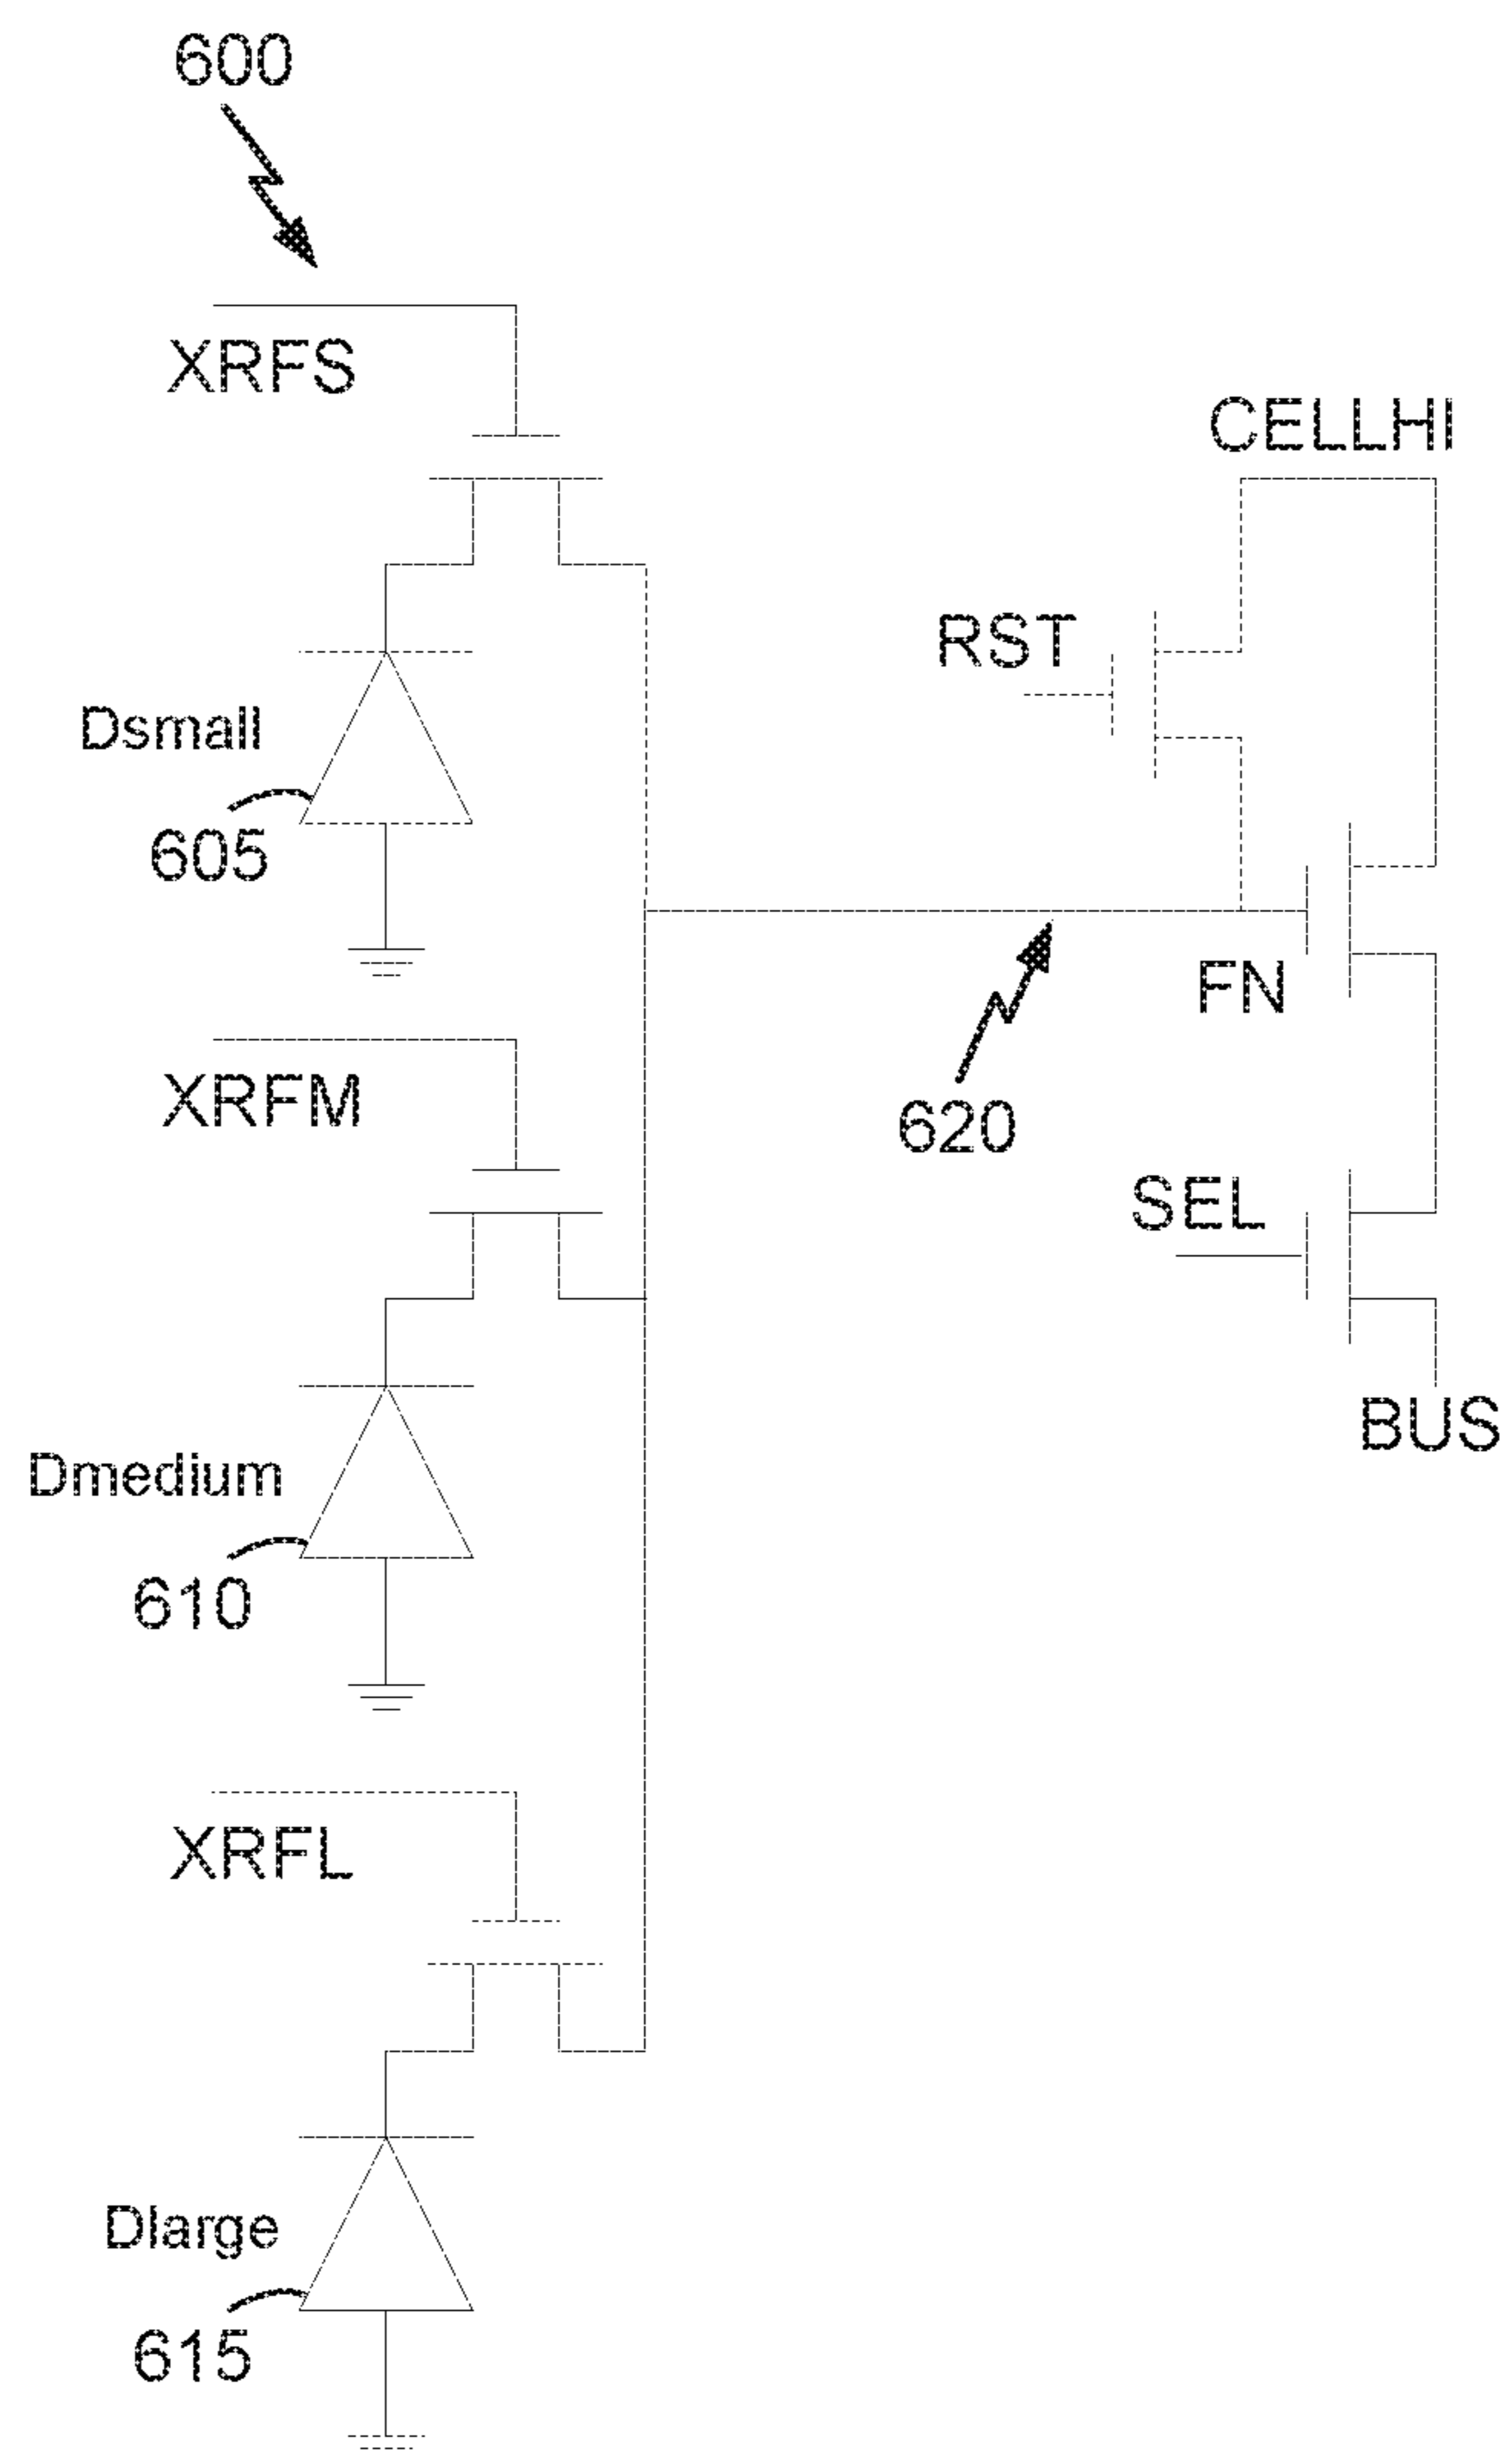 600
XRFS
CELLHI
RST
Dsmall
605
FN
XRFM
620
SEL
BUS
Dmedium
610
XRFL
Dlarge
615